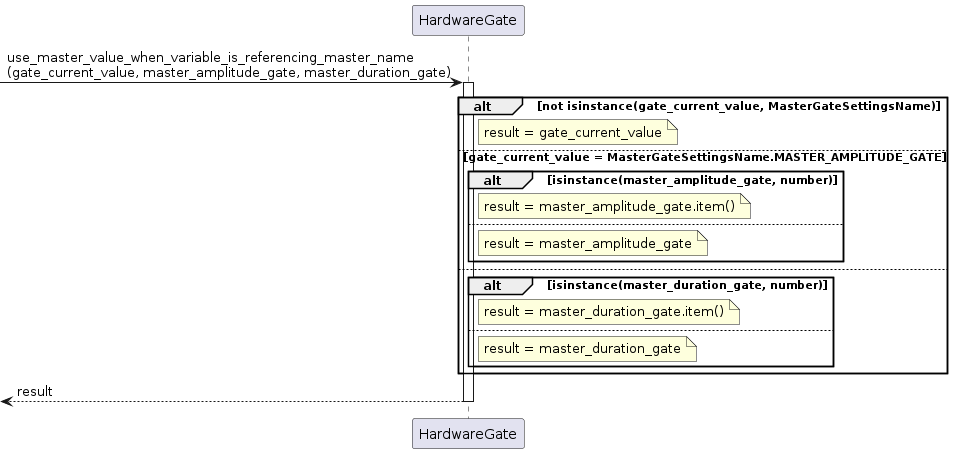 HardwareGate
use_master_value_when_variable_is_referencing_master_name
(gate_current_value, master_amplitude_gate, master_duration_gate)
alt [not isinstance(gate_current_value, MasterGateSettingsName)]
result = gate_current_value
[gate_current_value = MasterGateSettingsName.MASTER_AMPLITUDE_GATE]
alt [isinstance(master_amplitude_gate, number)]
result = master_amplitude_gate.item()
result = master_amplitude_gate
alt [isinstance(master_duration_gate, number)]
result = master_duration_gate.item()
result = master_duration_gate
result
HardwareGate